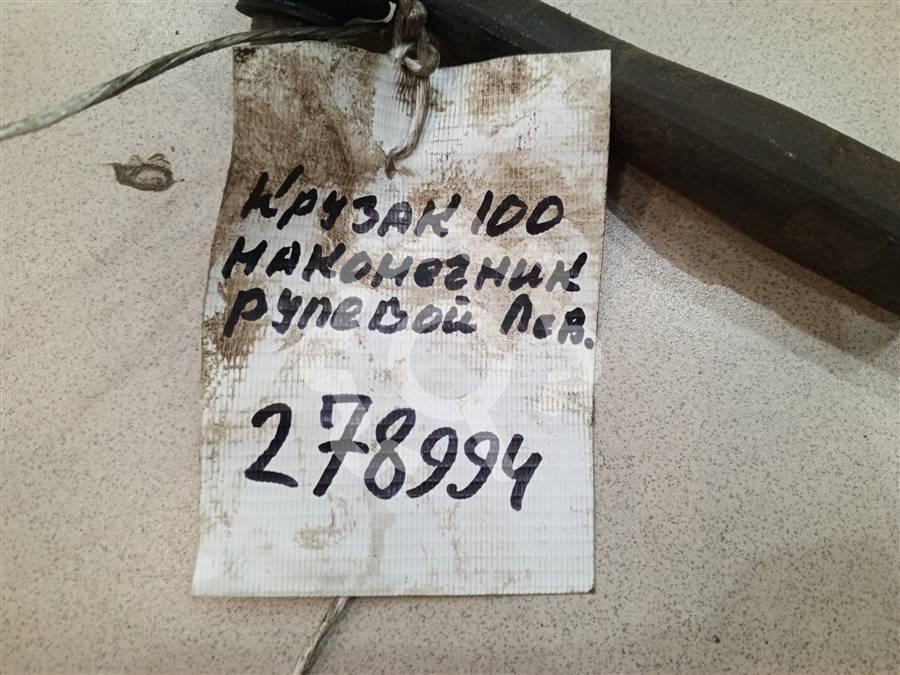 Крузак 100
наконечник
рулевой Лев.
278994